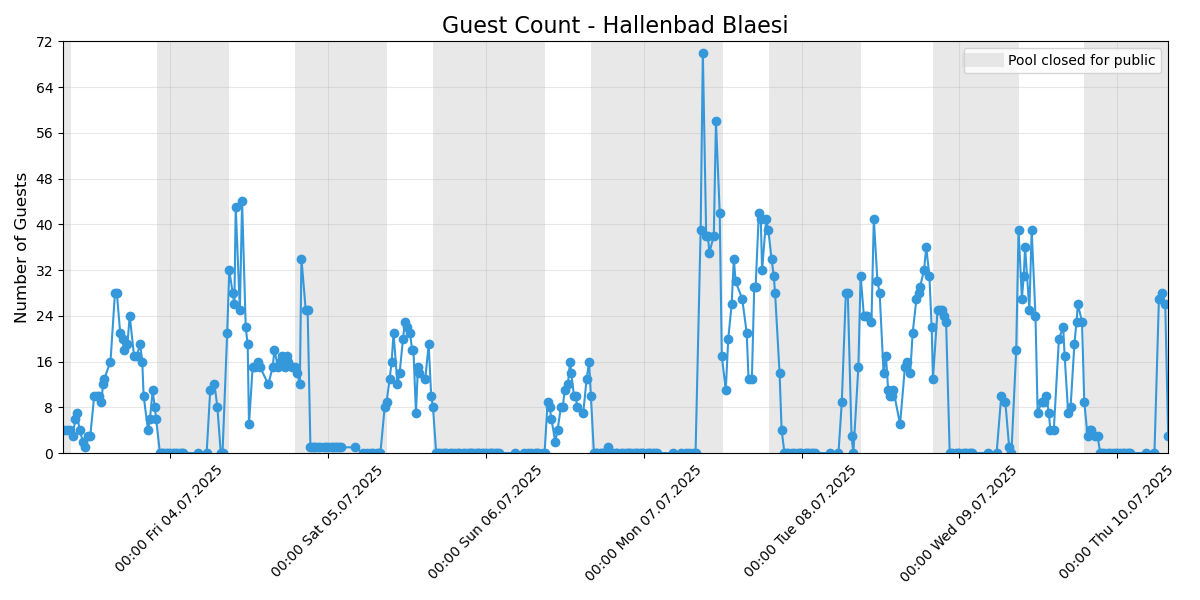 Guest Count - Hallenbad Blaesi
Pool closed for public
Number of Guests
72
64
56
48
40
32
24
16
8
0
00:00 Fri 04.07.2025
00:00 Sat 05.07.2025
00:00 Sun 06.07.2025
00:00 Mon 07.07.2025
00:00 Tue 08.07.2025
00:00 Wed 09.07.2025
00:00 Thu 10.07.2025